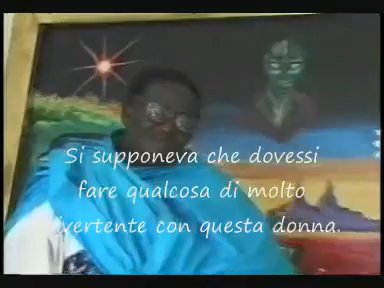 Si supponeva che dovessi
fare qualcosa di molto
ivertente con questa donna.